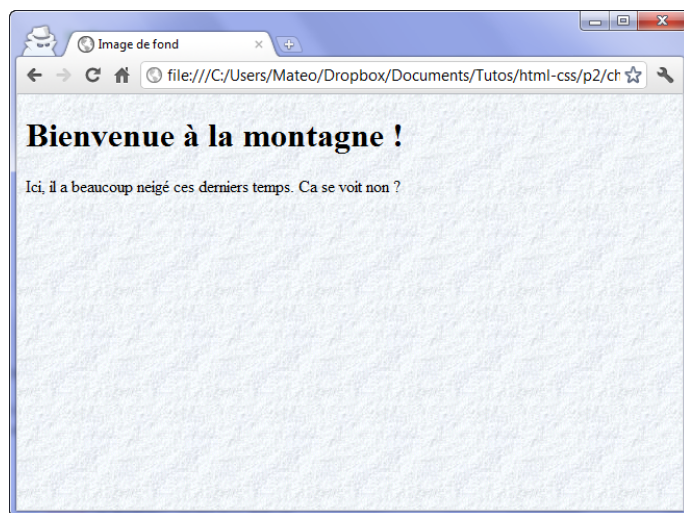 Image de fond
file:///C:/Users/Mateo/Dropbox/Documents/Tutos/html-css/p2/ch
Bienvenue à la montagne !
Ici, il a beaucoup neigé ces derniers temps. Ca se voit non ?